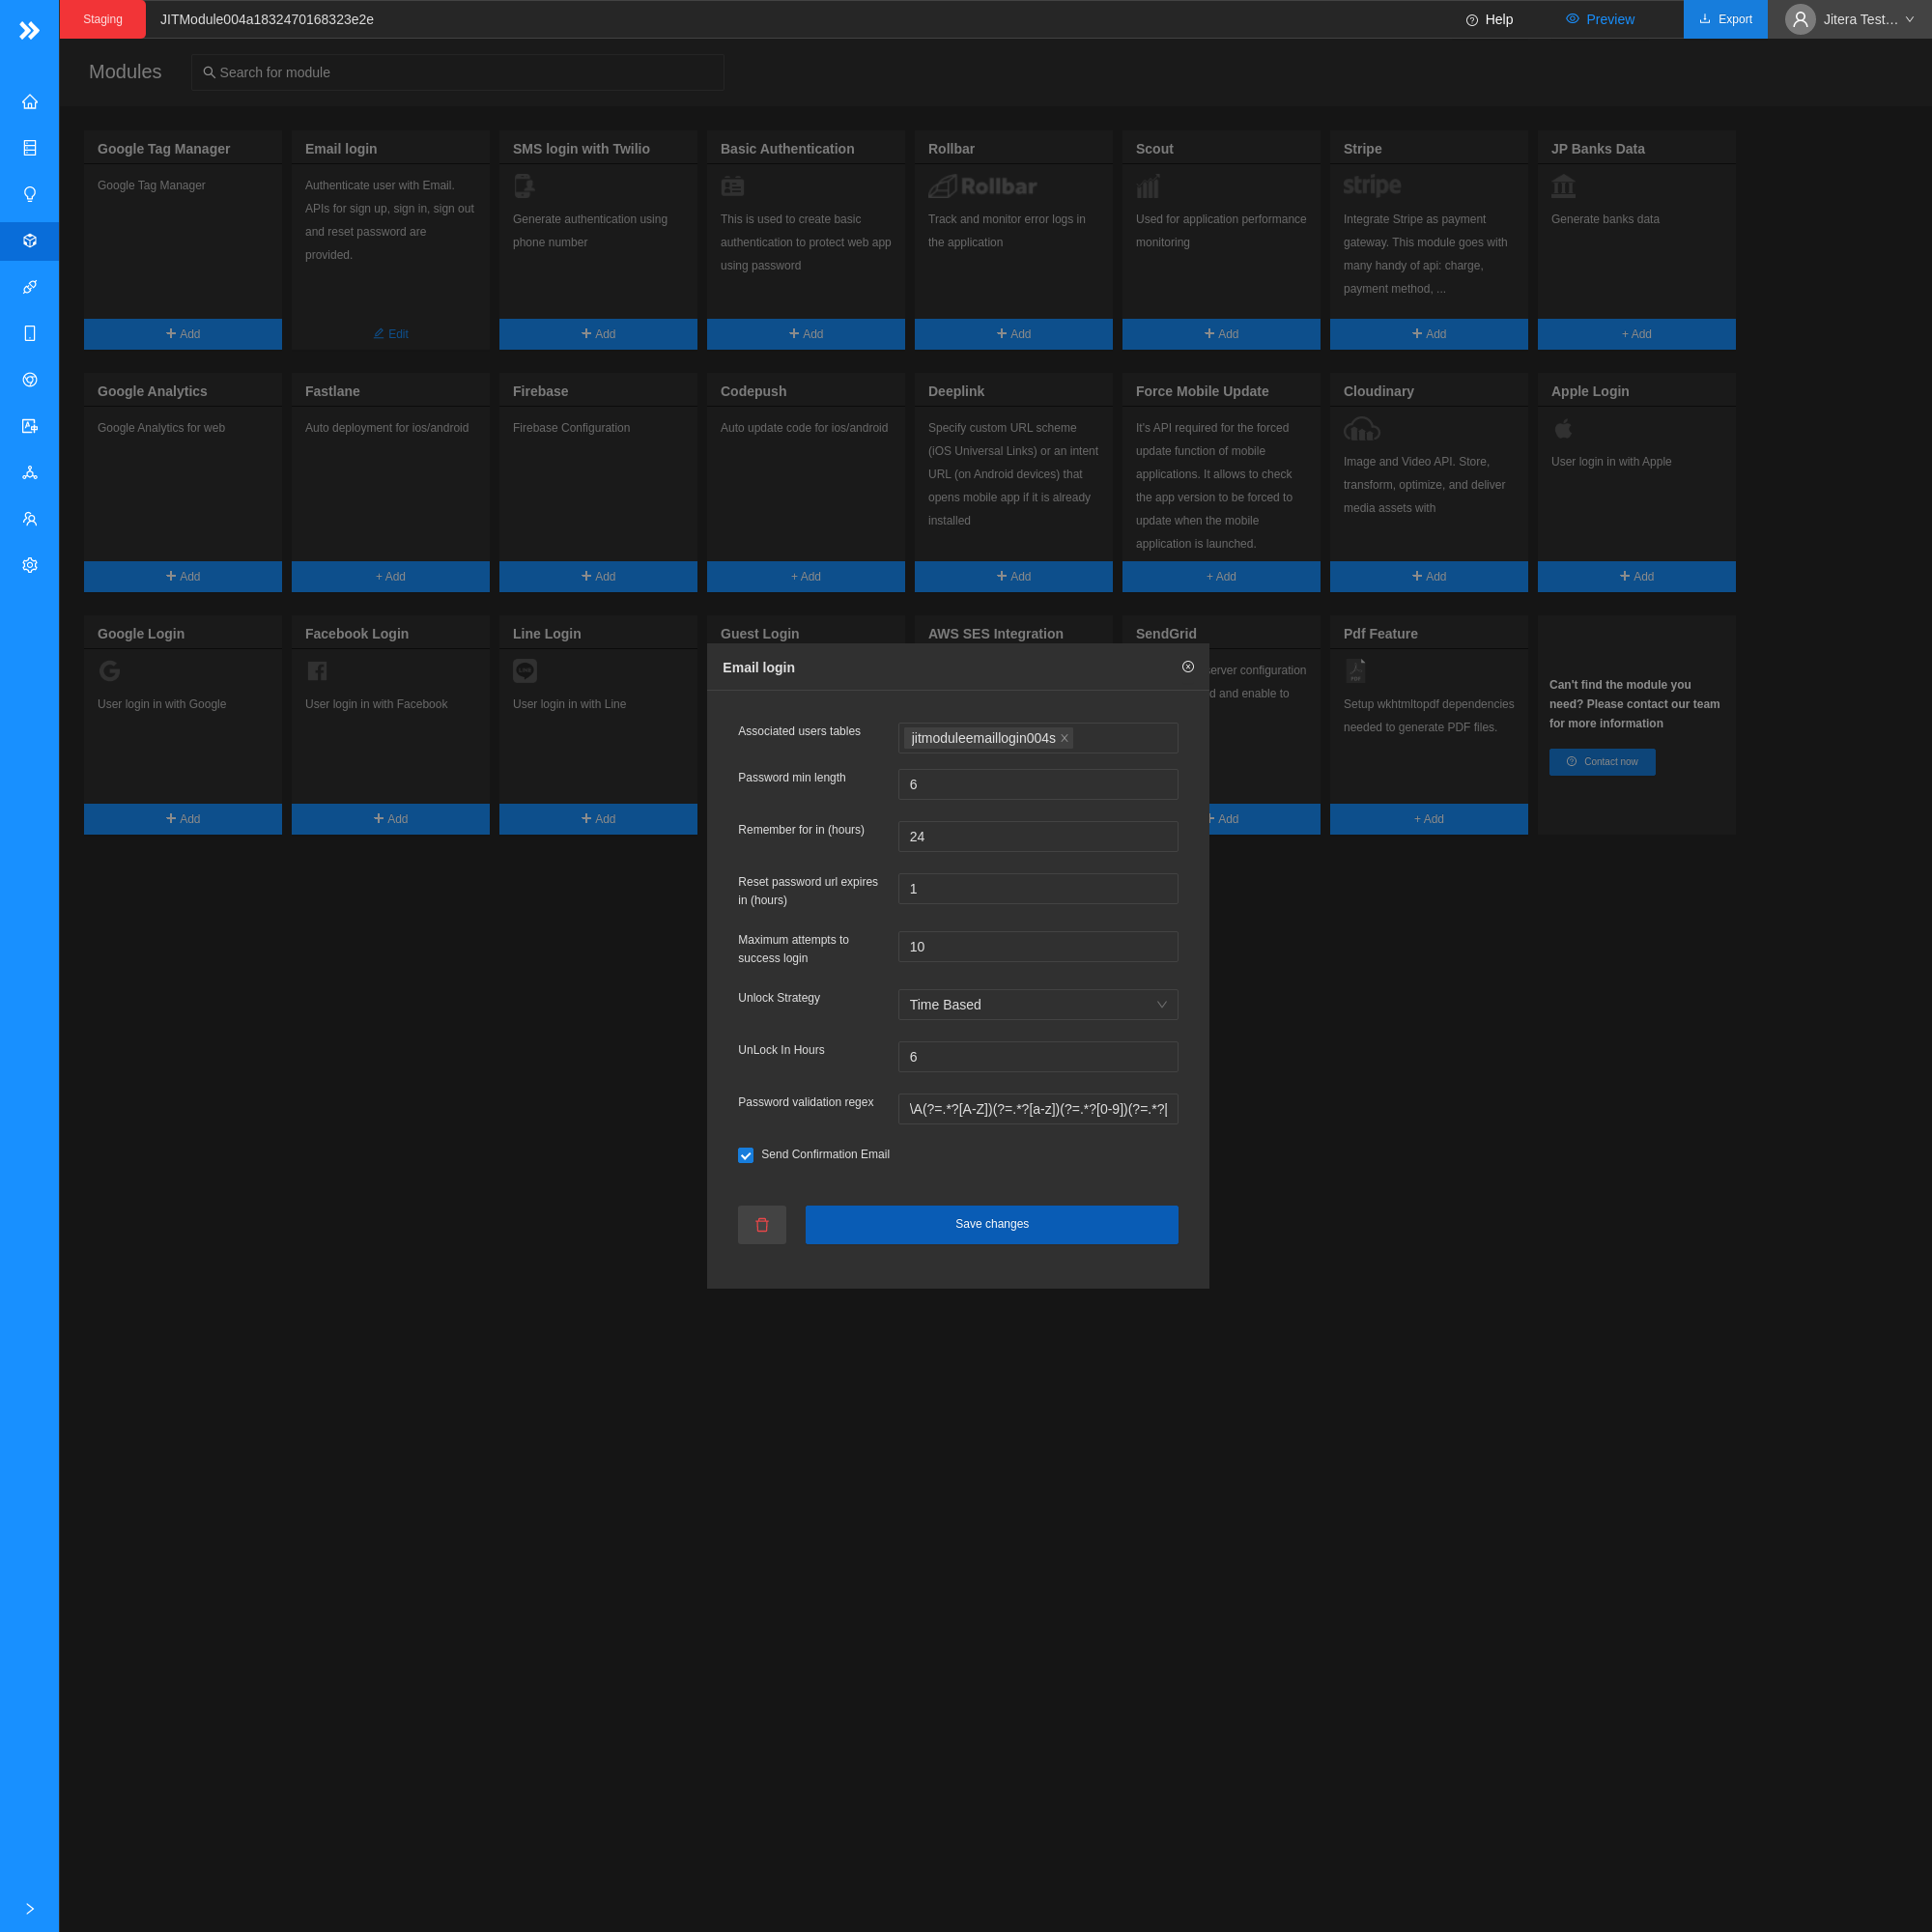 Staging
JITModule004a1832470168323e2e
Help
Preview
Export
Jitera Test…
Modules
Search for module
Google Tag Manager
Google Tag Manager
Add
Email login
Authenticate user with Email.
APIs for sign up, sign in, sign out
and reset password are
provided.
Edit
SMS login with Twilio
Generate authentication using
phone number
Add
Basic Authentication
This is used to create basic
authentication to protect web app
using password
Add
Rollbar
Rollbar
Track and monitor error logs in
the application
Add
Scout
Used for application performance
monitoring
Add
Stripe
stripe
Integrate Stripe as payment
gateway. This module goes with
many handy of api: charge,
payment method, ...
Add
JP Banks Data
Generate banks data
+ Add
Google Analytics
Google Analytics for web
Add
Fastlane
Auto deployment for ios/android
+ Add
Firebase
Firebase Configuration
Add
Codepush
Auto update code for ios/android
+ Add
Deeplink
Specify custom URL scheme
(iOS Universal Links) or an intent
URL (on Android devices) that
opens mobile app if it is already
installed
Add
Force Mobile Update
It's API required for the forced
update function of mobile
applications. It allows to check
the app version to be forced to
update when the mobile
application is launched.
+ Add
Cloudinary
Image and Video API. Store,
transform, optimize, and deliver
media assets with
Add
Apple Login
User login in with Apple
Add
Google Login
User login in with Google
Add
Facebook Login
User login in with Facebook
Add
Line Login
LINE
User login in with Line
Add
Guest Login
AWS SES Integration
SendGrid
server configuration
d and enable to
Add
Pdf Feature
PDF
Setup wkhtmltopdf dependencies
needed to generate PDF files.
+ Add
Can't find the module you
need? Please contact our team
for more information
Contact now
Email login
Associated users tables
jitmoduleemaillogin004s
Password min length
6
Remember for in (hours)
24
Reset password url expires
in (hours)
1
Maximum attempts to
success login
10
Unlock Strategy
Time Based
UnLock In Hours
6
Password validation regex
\A(?=.*?[A-Z])(?=.*?[a-z])(?=.*?[0-9])(?=.*?[
Send Confirmation Email
Save changes